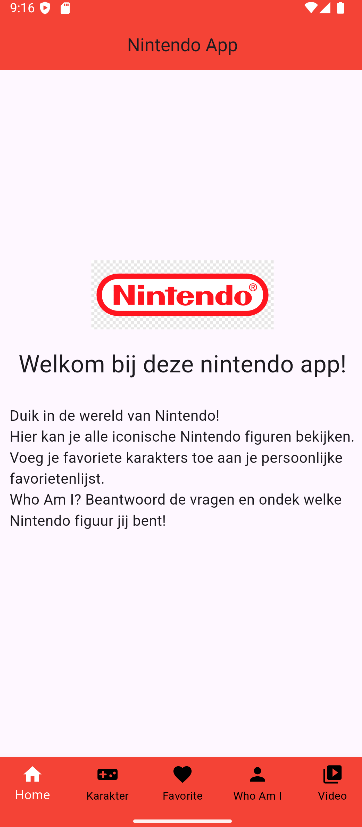 9:16
Nintendo App
Nintendo®
Welkom bij deze nintendo app!
Duik in de wereld van Nintendo!
Hier kan je alle iconische Nintendo figuren bekijken.
Voeg je favoriete karakters toe aan je persoonlijke
favorietenlijst.
Who Am I? Beantwoord de vragen en ondek welke
Nintendo figuur jij bent!
Home
Karakter
Favorite
Who Am I
Video